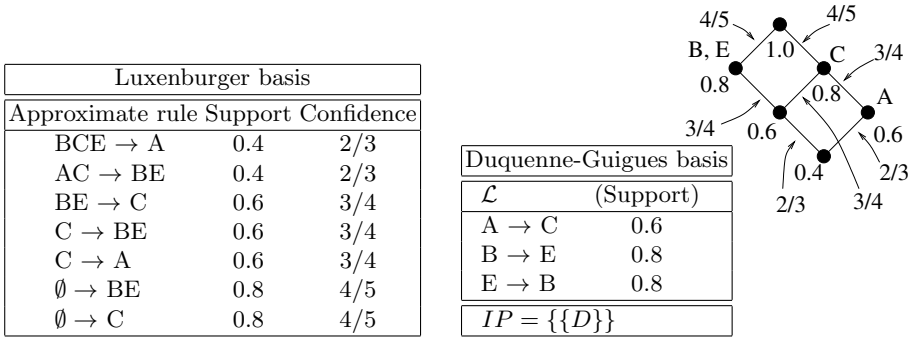 Luxenburger basis
Approximate rule Support Confidence
BCE → A 0.4 2/3
AC → BE 0.4 2/3
BE → C 0.6 3/4
C → BE 0.6 3/4
C → A 0.6 3/4
∅ → BE 0.8 4/5
∅ → C 0.8 4/5
Duquenne-Guigues basis
ℒ (Support)
A → C 0.6
B → E 0.8
E → B 0.8
IP = {{D}}
4/5 4/5
B, E 1.0 C 3/4
0.8 0.8 A
3/4 0.6 0.6
0.4 2/3
2/3 3/4